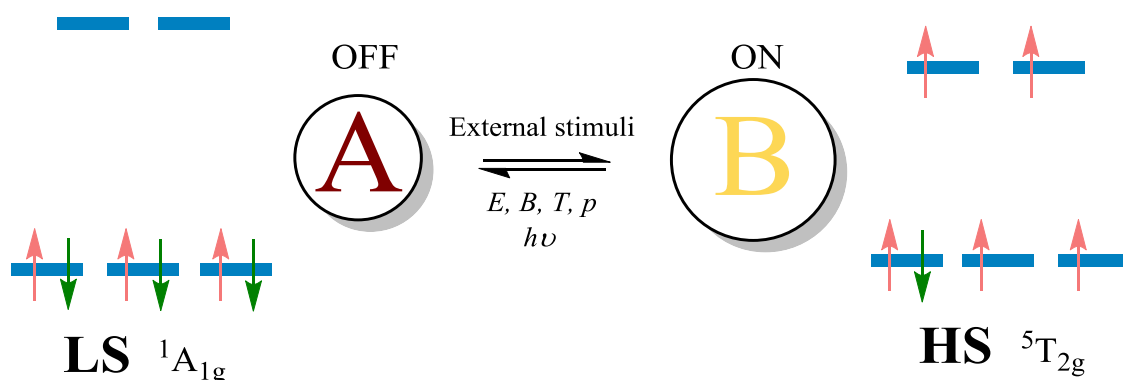 OFF
ON
A
External stimuli
B
E, B, T, p
hυ
LS ¹A₁g
HS ⁵T₂g